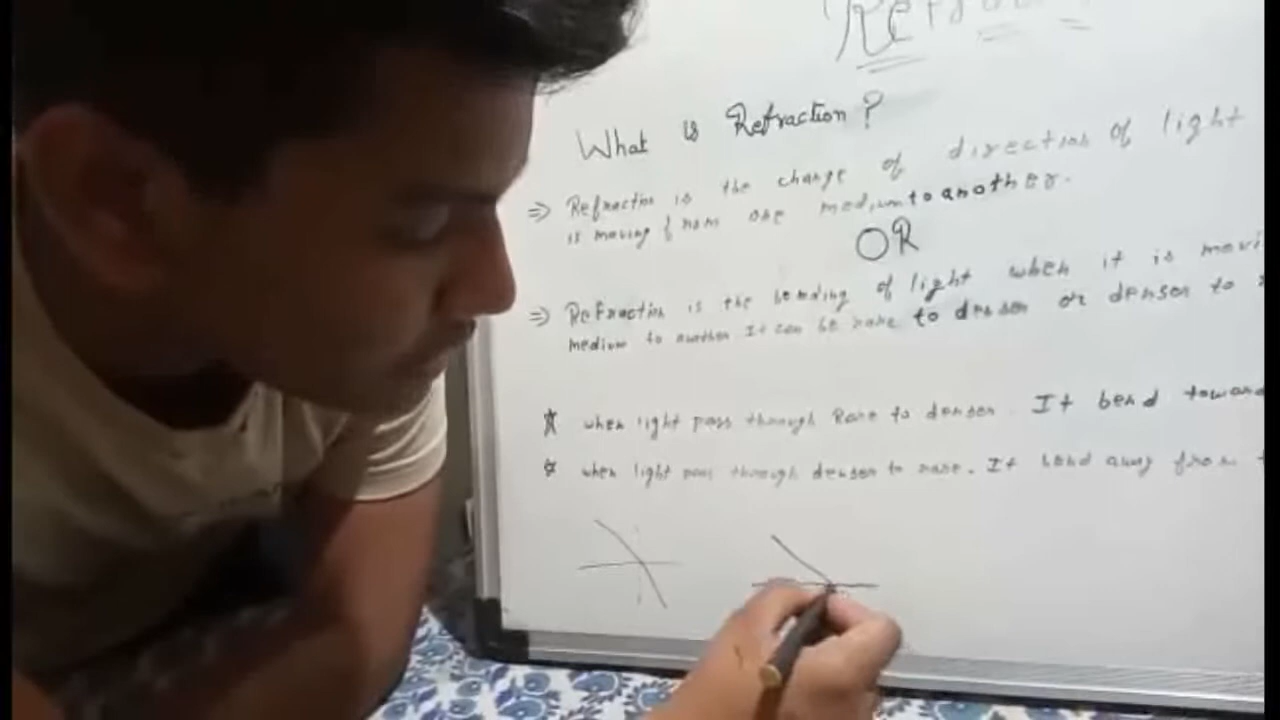 What is Refraction?
⇒ Refraction is the change of direction of light
is moving from one medium to another.
OR
⇒ Refraction is the bending of light when it is movi
medium to another It can be rare to denser or denser to
☆ when light pass through Rare to denser. It bend toward
☆ when light pass through denser to rare. It bend away from t